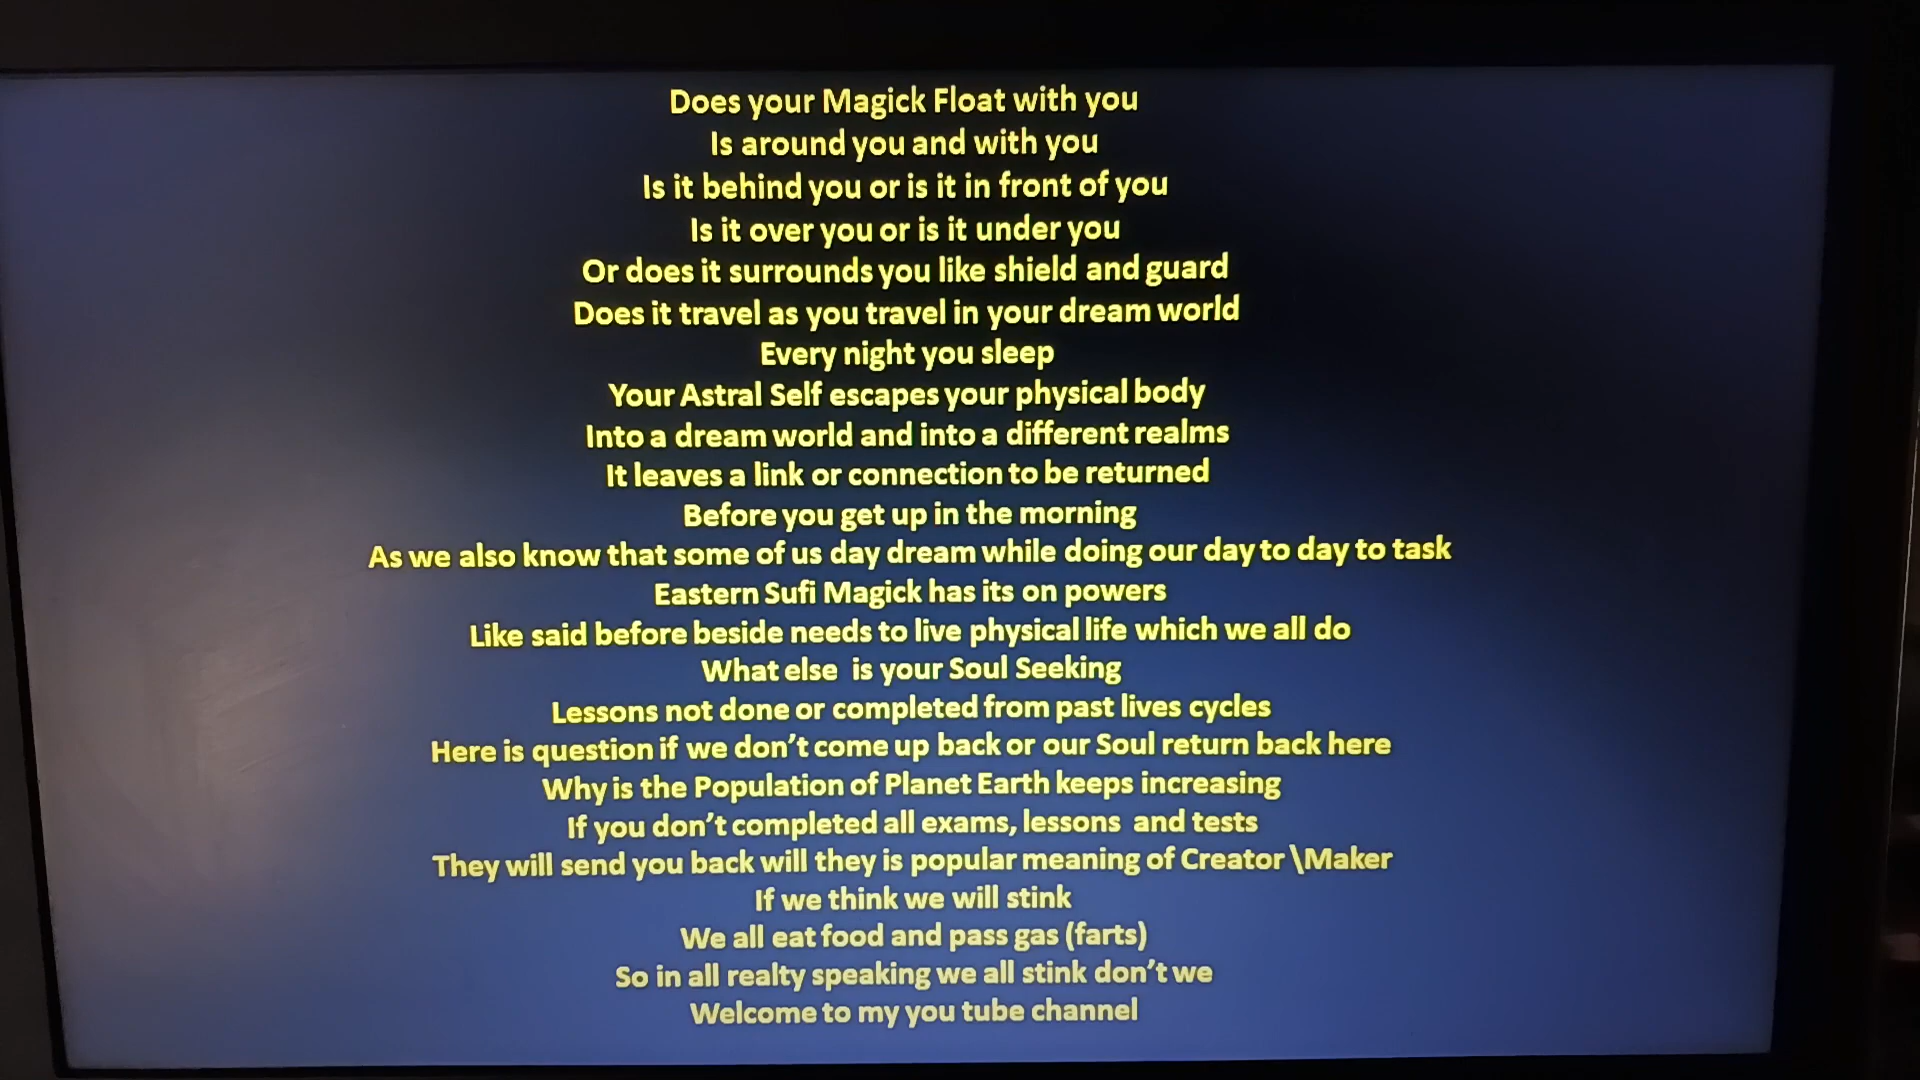 Does your Magick Float with you
Is around you and with you
Is it behind you or is it in front of you
Is it over you or is it under you
Or does it surrounds you like shield and guard
Does it travel as you travel in your dream world
Every night you sleep
Your Astral Self escapes your physical body
Into a dream world and into a different realms
It leaves a link or connection to be returned
Before you get up in the morning
As we also know that some of us day dream while doing our day to day to task
Eastern Sufi Magick has its on powers
Like said before beside needs to live physical life which we all do
What else  is your Soul Seeking
Lessons not done or completed from past lives cycles
Here is question if we don’t come up back or our Soul return back here
Why is the Population of Planet Earth keeps increasing
If you don’t completed all exams, lessons  and tests
They will send you back will they is popular meaning of Creator \Maker
If we think we will stink
We all eat food and pass gas (farts)
So in all realty speaking we all stink don’t we
Welcome to my you tube channel